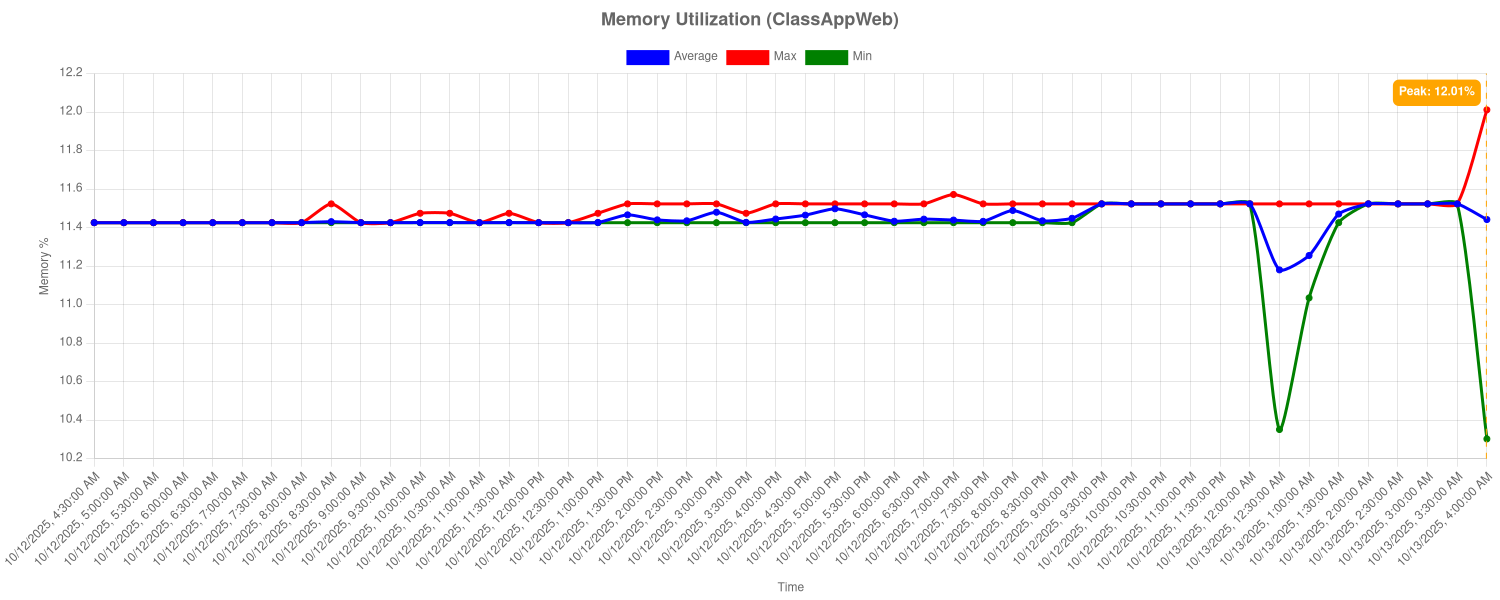 Memory Utilization (ClassAppWeb)
Average Max Min
12.2
Peak: 12.01%
12.0
11.8
11.6
11.4
11.2
11.0
10.8
10.6
10.4
10.2
Memory %
10/12/2025, 4:30:00 AM
10/12/2025, 5:00:00 AM
10/12/2025, 5:30:00 AM
10/12/2025, 6:00:00 AM
10/12/2025, 6:30:00 AM
10/12/2025, 7:00:00 AM
10/12/2025, 7:30:00 AM
10/12/2025, 8:00:00 AM
10/12/2025, 8:30:00 AM
10/12/2025, 9:00:00 AM
10/12/2025, 9:30:00 AM
10/12/2025, 10:00:00 AM
10/12/2025, 10:30:00 AM
10/12/2025, 11:00:00 AM
10/12/2025, 11:30:00 AM
10/12/2025, 12:00:00 PM
10/12/2025, 12:30:00 PM
10/12/2025, 1:00:00 PM
10/12/2025, 1:30:00 PM
10/12/2025, 2:00:00 PM
10/12/2025, 2:30:00 PM
10/12/2025, 3:00:00 PM
10/12/2025, 3:30:00 PM
10/12/2025, 4:00:00 PM
10/12/2025, 4:30:00 PM
10/12/2025, 5:00:00 PM
10/12/2025, 5:30:00 PM
10/12/2025, 6:00:00 PM
10/12/2025, 6:30:00 PM
10/12/2025, 7:00:00 PM
10/12/2025, 7:30:00 PM
10/12/2025, 8:00:00 PM
10/12/2025, 8:30:00 PM
10/12/2025, 9:00:00 PM
10/12/2025, 9:30:00 PM
10/12/2025, 10:00:00 PM
10/12/2025, 10:30:00 PM
10/12/2025, 11:00:00 PM
10/12/2025, 11:30:00 PM
10/13/2025, 12:00:00 AM
10/13/2025, 12:30:00 AM
10/13/2025, 1:00:00 AM
10/13/2025, 1:30:00 AM
10/13/2025, 2:00:00 AM
10/13/2025, 2:30:00 AM
10/13/2025, 3:00:00 AM
10/13/2025, 3:30:00 AM
10/13/2025, 4:00:00 AM
Time